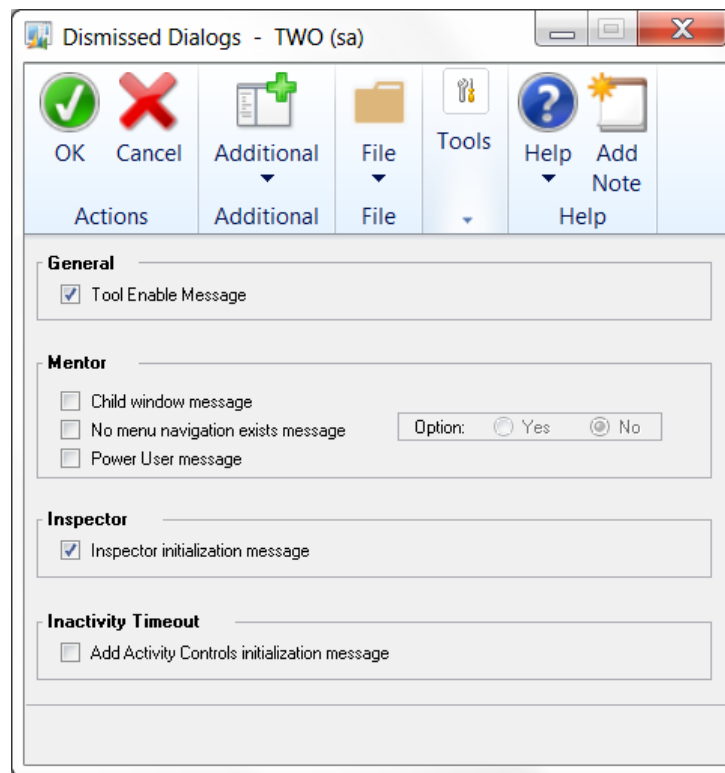 Dismissed Dialogs - TWO (sa)
OK Cancel Additional File Tools Help Add Note
Actions Additional File Help
General
Tool Enable Message
Mentor
Child window message
No menu navigation exists message Option: Yes No
Power User message
Inspector
Inspector initialization message
Inactivity Timeout
Add Activity Controls initialization message